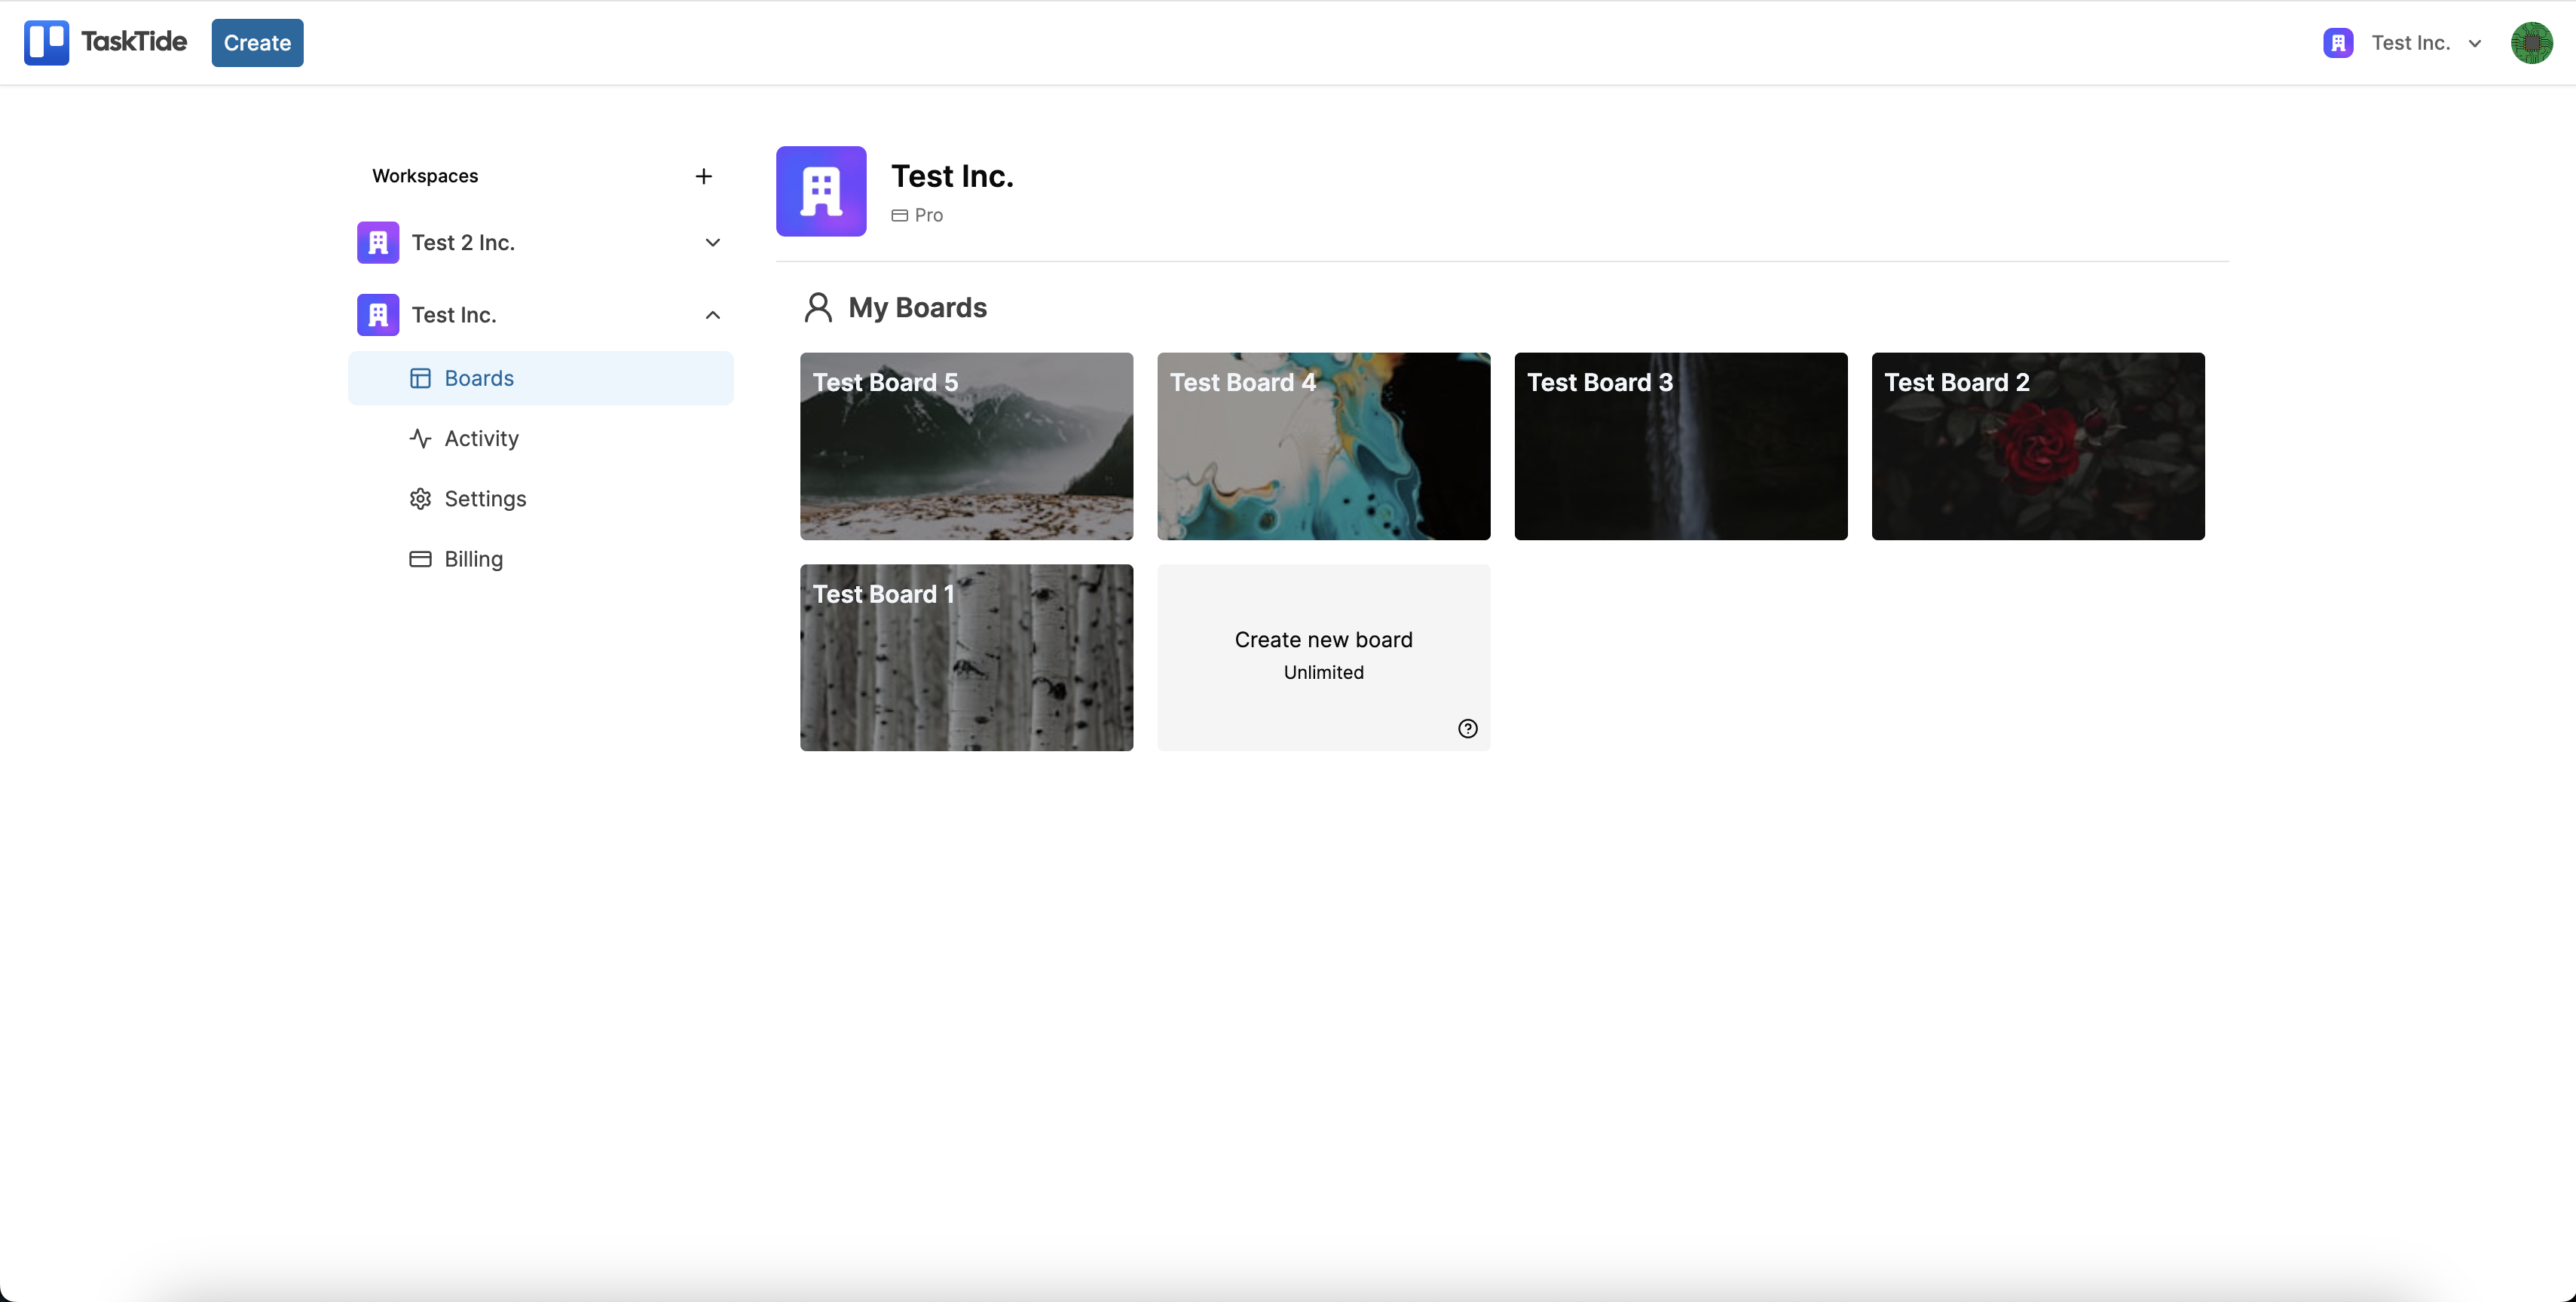 TaskTide
Create
Test Inc.
Workspaces
Test 2 Inc.
Test Inc.
Boards
Activity
Settings
Billing
Test Inc.
Pro
My Boards
Test Board 5
Test Board 4
Test Board 3
Test Board 2
Test Board 1
Create new board
Unlimited